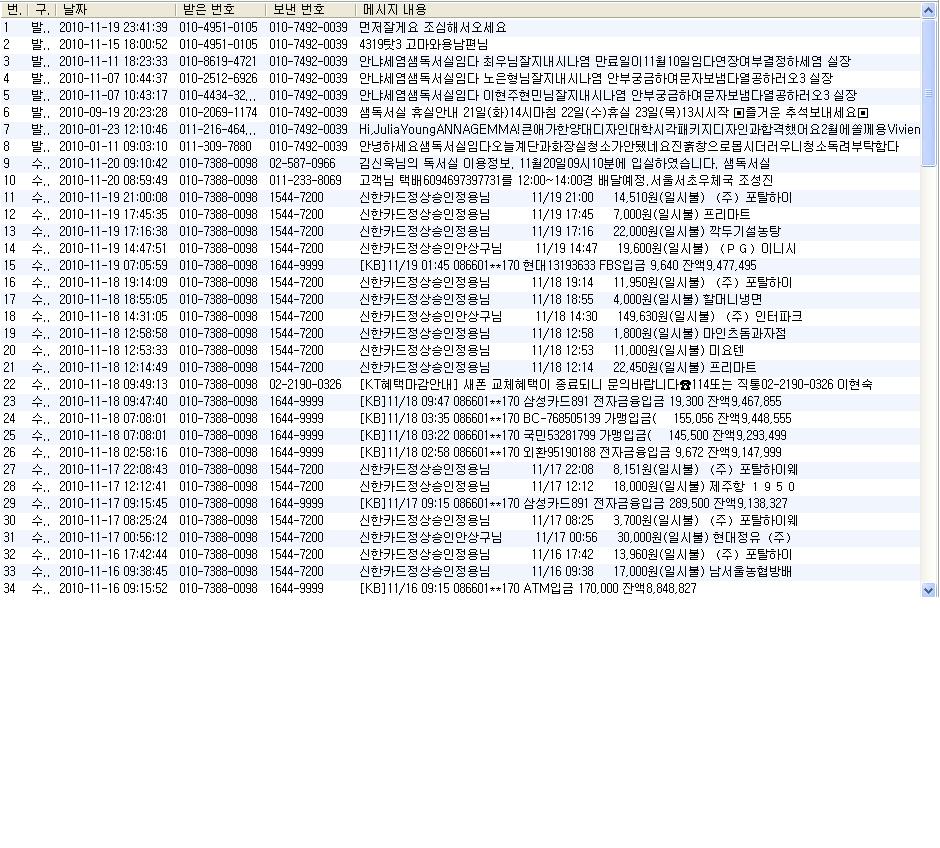 번. 구. 날짜 받은 번호 보낸 번호 메시지 내용
1 발.. 2010-11-19 23:41:39 010-4951-0105 010-7492-0039 먼저잘게요 조심해서오세요
2 발.. 2010-11-15 18:00:52 010-4951-0105 010-7492-0039 4319탓3 고마와용남편님
3 발.. 2010-11-11 18:23:33 010-8619-4721 010-7492-0039 안냐세염샘독서실임다 최우님잘지내시나염 만료일이11월10일임다연장여부결정하세염 실장
4 발.. 2010-11-07 10:44:37 010-2512-6926 010-7492-0039 안냐세염샘독서실임다 노은형님잘지내시나염 안부궁금하여문자보냄다열공하러오3 실장
5 발.. 2010-11-07 10:43:17 010-4434-32... 010-7492-0039 안냐세염샘독서실임다 이현주현민님잘지내시나염 안부궁금하여문자보냄다열공하러오3 실장
6 발.. 2010-09-19 20:23:28 010-2069-1174 010-7492-0039 샘독서실 휴실안내 21일(화)14시마침 22일(수)휴실 23일(목)13시시작 ▣즐거운 추석보내세요▣
7 발.. 2010-01-23 12:10:46 011-216-464... 010-7492-0039 Hi,JuliaYoungANNAGEMMA!큰애가한양대디자인대학시각패키지디자인과합격했어요2월에쏠께용Vivien
8 발.. 2010-01-11 09:03:10 011-309-7880 010-7492-0039 안녕하세요샘독서실임다오늘계단과화장실청소가안됐네요진흙탕으로몹시더러우니청소독려부탁함다
9 수.. 2010-11-20 09:10:42 010-7388-0098 02-587-0966 김신욱님의 독서실 이용정보. 11월20일09시10분에 입실하였습니다. 샘독서실
10 수.. 2010-11-20 08:59:49 010-7388-0098 011-233-8069 고객님 택배6094697397731를 12:00~14:00경 배달예정.서울서초우체국 조성진
11 수.. 2010-11-19 21:00:08 010-7388-0098 1544-7200 신한카드정상승인정용님 11/19 21:00 14,510원(일시불) (주) 포탈하이
12 수.. 2010-11-19 17:45:35 010-7388-0098 1544-7200 신한카드정상승인정용님 11/19 17:45 7,000원(일시불) 프리마트
13 수.. 2010-11-19 17:16:38 010-7388-0098 1544-7200 신한카드정상승인정용님 11/19 17:16 22,000원(일시불) 깍두기설농탕
14 수.. 2010-11-19 14:47:51 010-7388-0098 1544-7200 신한카드정상승인안상구님 11/19 14:47 19,600원(일시불) (ＰＧ) 이니시
15 수.. 2010-11-19 07:05:59 010-7388-0098 1644-9999 [KB]11/19 01:45 086601**170 현대13193633 FBS입금 9,640 잔액9,477,495
16 수.. 2010-11-18 19:14:09 010-7388-0098 1544-7200 신한카드정상승인정용님 11/18 19:14 11,950원(일시불) (주) 포탈하이
17 수.. 2010-11-18 18:55:05 010-7388-0098 1544-7200 신한카드정상승인정용님 11/18 18:55 4,000원(일시불) 할머니냉면
18 수.. 2010-11-18 14:31:05 010-7388-0098 1544-7200 신한카드정상승인안상구님 11/18 14:30 149,630원(일시불) (주) 인터파크
19 수.. 2010-11-18 12:58:58 010-7388-0098 1544-7200 신한카드정상승인정용님 11/18 12:58 1,800원(일시불) 마인츠돔과자점
20 수.. 2010-11-18 12:53:33 010-7388-0098 1544-7200 신한카드정상승인정용님 11/18 12:53 11,000원(일시불) 미요텐
21 수.. 2010-11-18 12:14:49 010-7388-0098 1544-7200 신한카드정상승인정용님 11/18 12:14 22,450원(일시불) 프리마트
22 수.. 2010-11-18 09:49:13 010-7388-0098 02-2190-0326 [KT혜택마감안내] 새폰 교체혜택이 종료되니 문의바랍니다☎114또는 직통02-2190-0326 이현숙
23 수.. 2010-11-18 09:47:40 010-7388-0098 1644-9999 [KB]11/18 09:47 086601**170 삼성카드891 전자금융입금 19,300 잔액9,467,855
24 수.. 2010-11-18 07:08:01 010-7388-0098 1644-9999 [KB]11/18 03:35 086601**170 BC-768505139 가맹입금( 155,056 잔액9,448,555
25 수.. 2010-11-18 07:08:01 010-7388-0098 1644-9999 [KB]11/18 03:22 086601**170 국민53281799 가맹입금( 145,500 잔액9,293,499
26 수.. 2010-11-18 02:58:16 010-7388-0098 1644-9999 [KB]11/18 02:58 086601**170 외환95190188 전자금융입금 9,672 잔액9,147,999
27 수.. 2010-11-17 22:08:43 010-7388-0098 1544-7200 신한카드정상승인정용님 11/17 22:08 8,151원(일시불) (주) 포탈하이웨
28 수.. 2010-11-17 12:12:41 010-7388-0098 1544-7200 신한카드정상승인정용님 11/17 12:12 18,000원(일시불) 제주항 １９５０
29 수.. 2010-11-17 09:15:45 010-7388-0098 1644-9999 [KB]11/17 09:15 086601**170 삼성카드891 전자금융입금 289,500 잔액9,138,327
30 수.. 2010-11-17 08:25:24 010-7388-0098 1544-7200 신한카드정상승인정용님 11/17 08:25 3,700원(일시불) (주) 포탈하이웨
31 수.. 2010-11-17 00:56:12 010-7388-0098 1544-7200 신한카드정상승인안상구님 11/17 00:56 30,000원(일시불) 현대정유 (주)
32 수.. 2010-11-16 17:42:44 010-7388-0098 1544-7200 신한카드정상승인정용님 11/16 17:42 13,960원(일시불) (주) 포탈하이
33 수.. 2010-11-16 09:38:45 010-7388-0098 1544-7200 신한카드정상승인정용님 11/16 09:38 17,000원(일시불) 남서울농협방배
34 수.. 2010-11-16 09:15:52 010-7388-0098 1644-9999 [KB]11/16 09:15 086601**170 ATM입금 170,000 잔액8,848,827